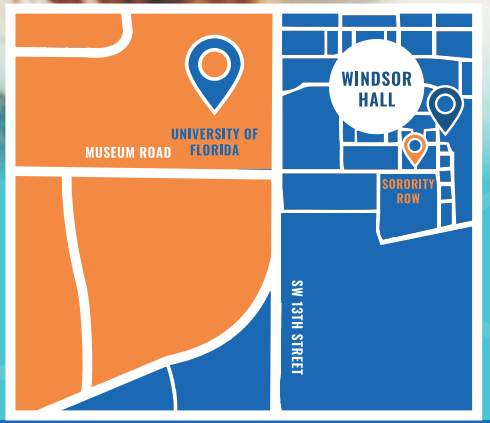 WINDSOR
HALL
UNIVERSITY OF
FLORIDA
MUSEUM ROAD
SORORITY
ROW
SW 13TH STREET